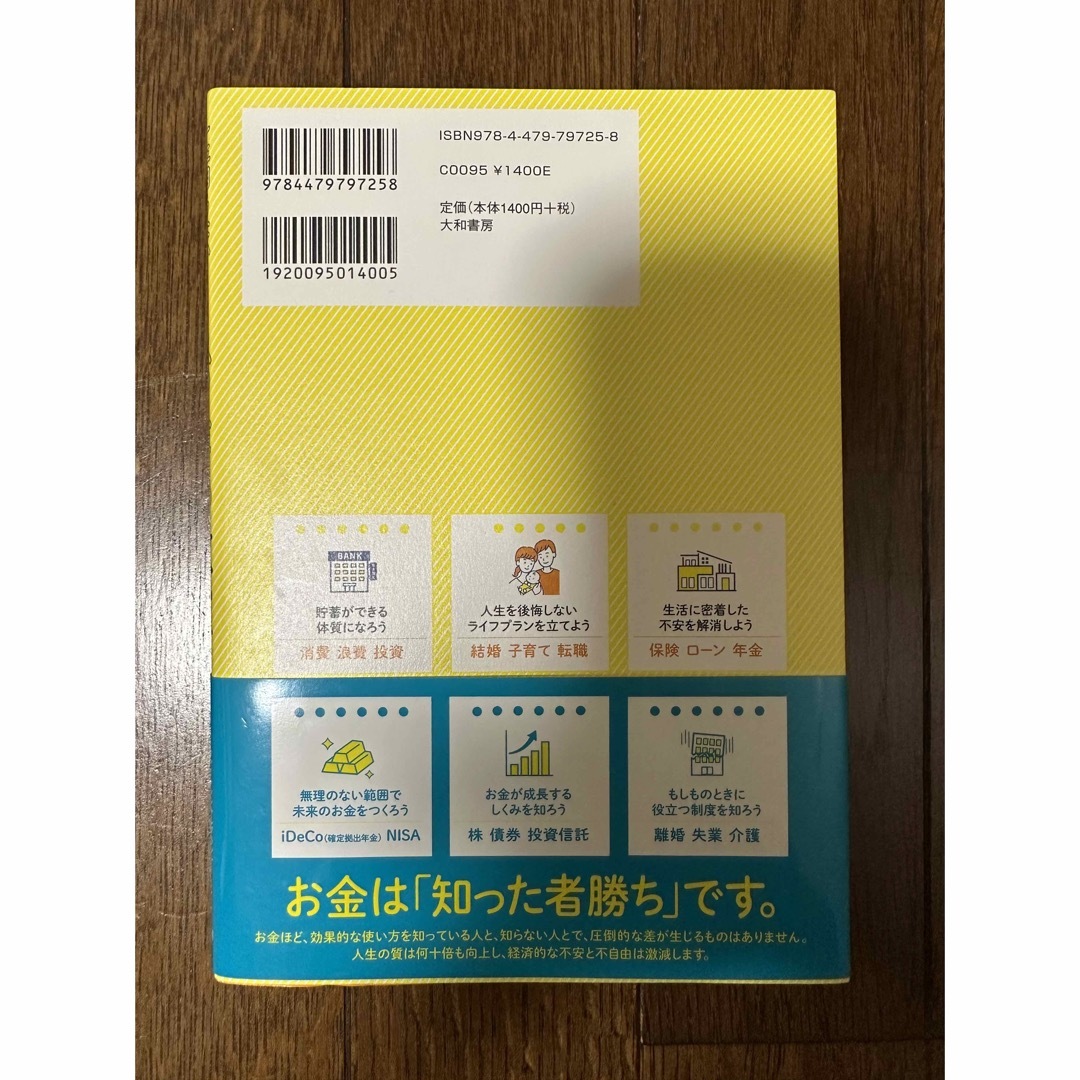 ISBN978-4-479-79725-8
9784479797258
C0095 ¥1400E
定価(本体1400円+税)
大和書房
1920095014005
BANK
貯蓄ができる
体質になろう
消費 浪費 投資
人生を後悔しない
ライフプランを立てよう
結婚 子育て 転職
生活に密着した
不安を解消しよう
保険 ローン 年金
無理のない範囲で
未来のお金をつくろう
iDeCo(確定拠出年金) NISA
お金が成長する
しくみを知ろう
株 債券 投資信託
もしものときに
役立つ制度を知ろう
離婚 失業 介護
お金は「知った者勝ち」です。
お金ほど、効果的な使い方を知っている人と、知らない人とで、圧倒的な差が生じるものはありません。
人生の質は何十倍も向上し、経済的な不安と不自由は激減します。